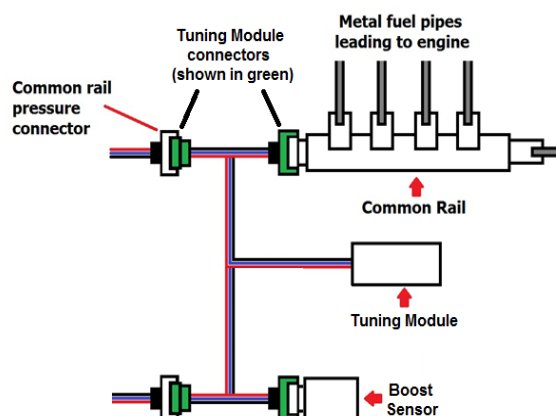 Metal fuel pipes
leading to engine
Tuning Module
connectors
(shown in green)
Common rail
pressure
connector
Common Rail
Tuning Module
Boost
Sensor